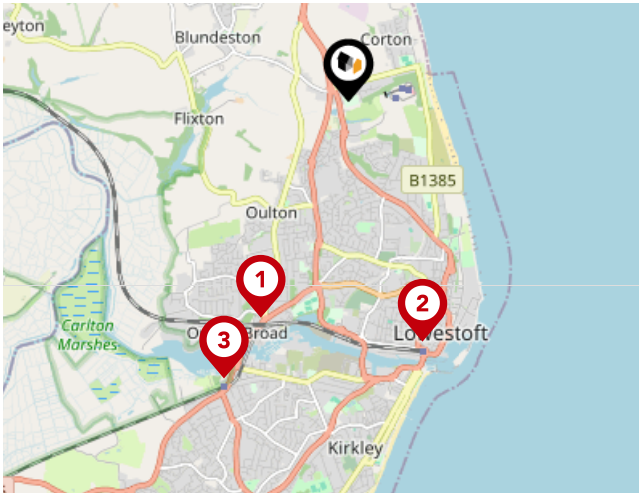 eyton
Blundeston
Corton
Flixton
B1385
Oulton
1
2
Carlton
Marshes
3
Broad
Lowestoft
Kirkley